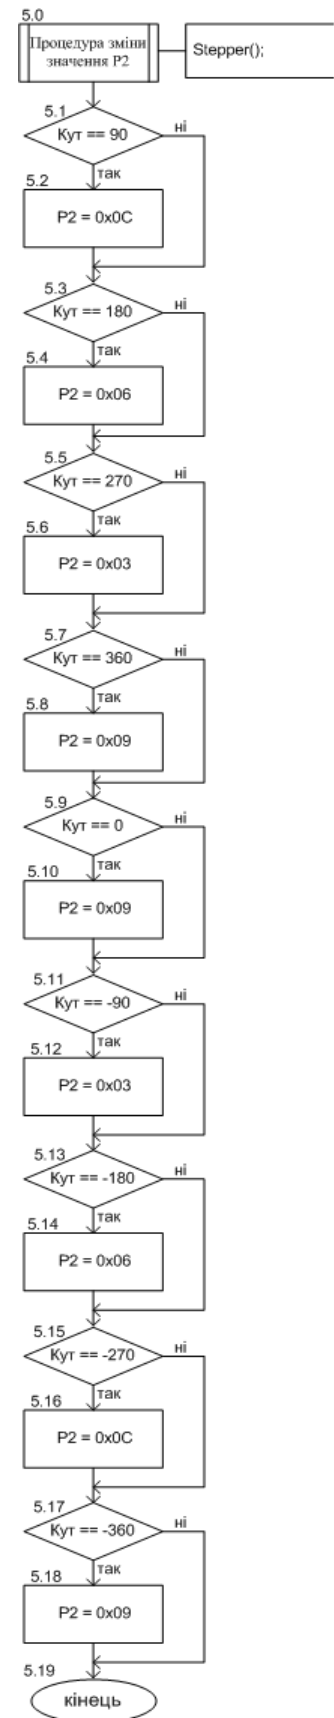 5.0
Процедура зміни
значення P2
Stepper();
5.1
Кут == 90
ні
так
5.2
P2 = 0x0C
5.3
Кут == 180
ні
так
5.4
P2 = 0x06
5.5
Кут == 270
ні
так
5.6
P2 = 0x03
5.7
Кут == 360
ні
так
5.8
P2 = 0x09
5.9
Кут == 0
ні
так
5.10
P2 = 0x09
5.11
Кут == -90
ні
так
5.12
P2 = 0x03
5.13
Кут == -180
ні
так
5.14
P2 = 0x06
5.15
Кут == -270
ні
так
5.16
P2 = 0x0C
5.17
Кут == -360
ні
так
5.18
P2 = 0x09
5.19
кінець